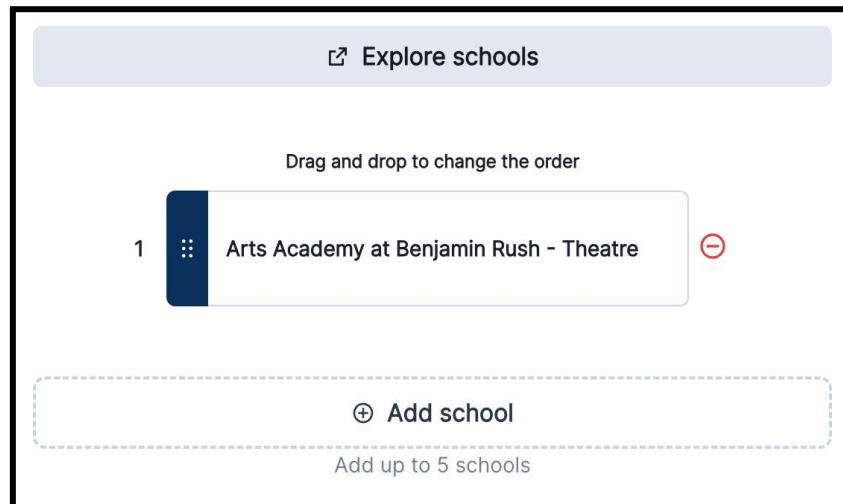 Explore schools
Drag and drop to change the order
1 Arts Academy at Benjamin Rush - Theatre
Add school
Add up to 5 schools